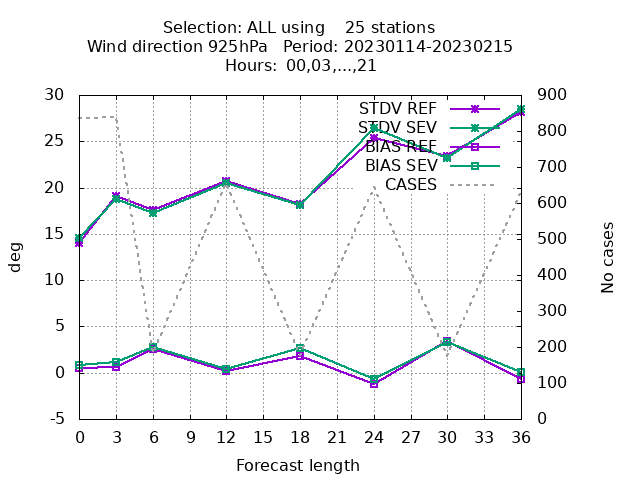 Selection: ALL using    25 stations
Wind direction 925hPa   Period: 20230114-20230215
Hours: 00,03,...,21
STDV REF
STDV SEV
BIAS REF
BIAS SEV
CASES
30
25
20
15
10
5
0
-5
900
800
700
600
500
400
300
200
100
0
deg
No cases
0 3 6 9 12 15 18 21 24 27 30 33 36
Forecast length